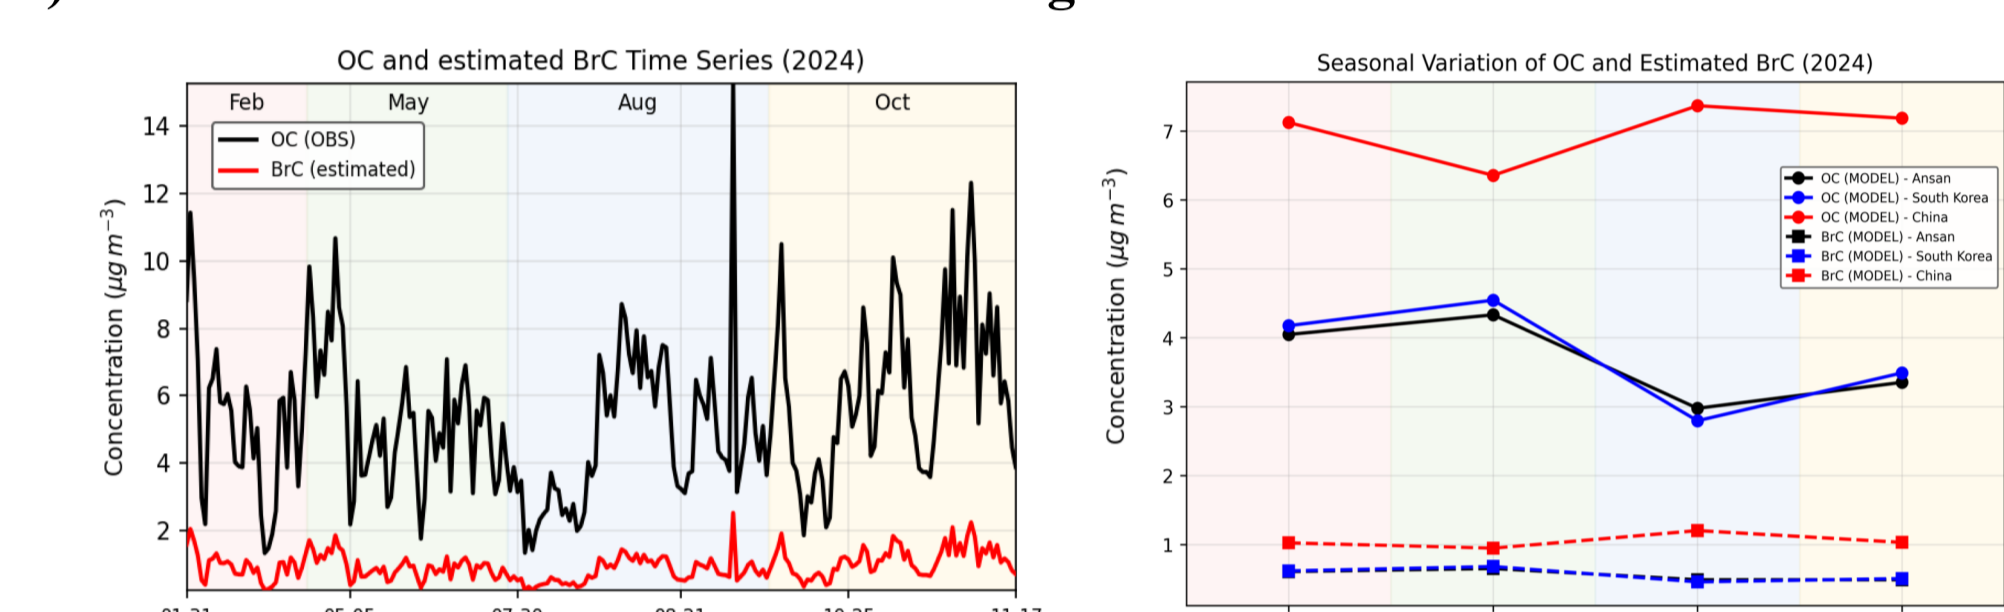 OC and estimated BrC Time Series (2024)
Feb May Aug Oct
OC (OBS)
BrC (estimated)
14
12
10
8
6
4
2
Concentration (μg m⁻³)
Seasonal Variation of OC and Estimated BrC (2024)
OC (MODEL) - Ansan
OC (MODEL) - South Korea
OC (MODEL) - China
BrC (MODEL) - Ansan
BrC (MODEL) - South Korea
BrC (MODEL) - China
7
6
5
4
3
2
1
Concentration (μg m⁻³)